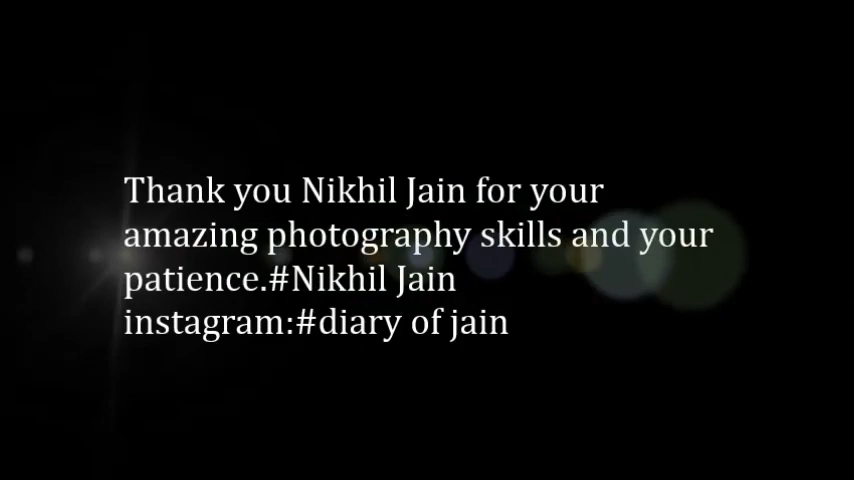 Thank you Nikhil Jain for your
amazing photography skills and your
patience.#Nikhil Jain
instagram:#diary of jain